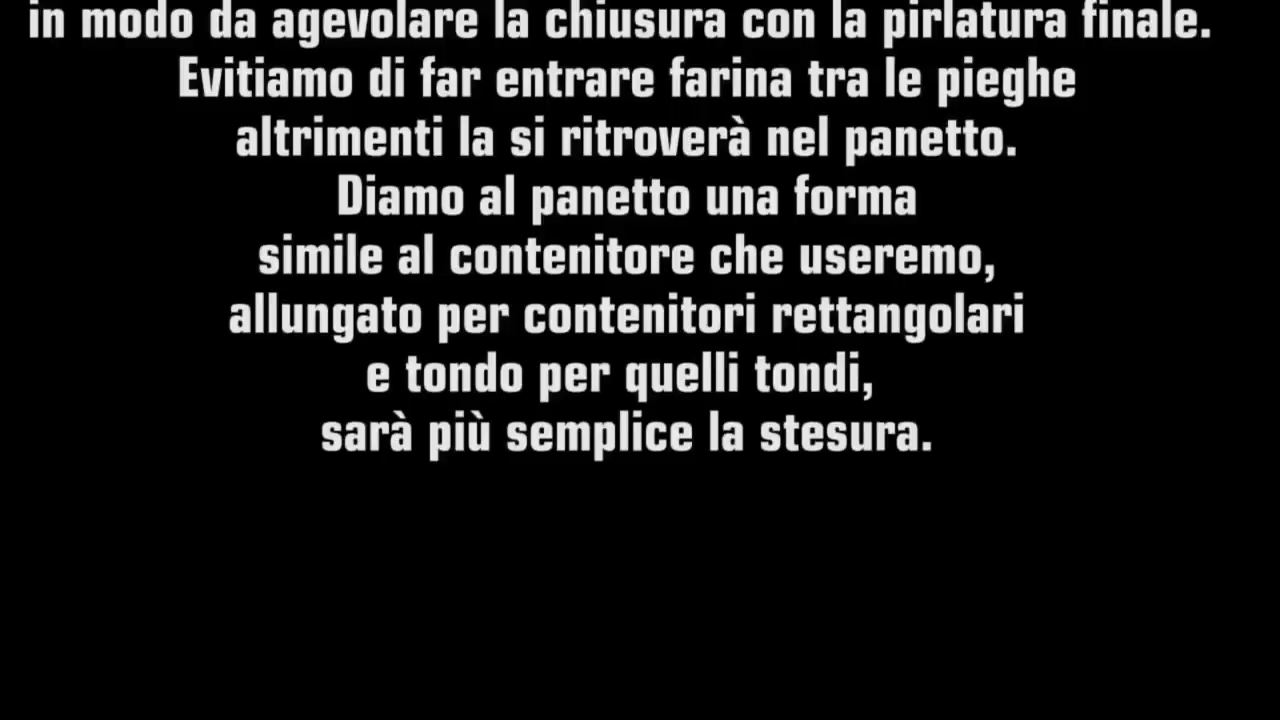 in modo da agevolare la chiusura con la pirlatura finale.
Evitiamo di far entrare farina tra le pieghe
altrimenti la si ritroverà nel panetto.
Diamo al panetto una forma
simile al contenitore che useremo,
allungato per contenitori rettangolari
e tondo per quelli tondi,
sarà più semplice la stesura.